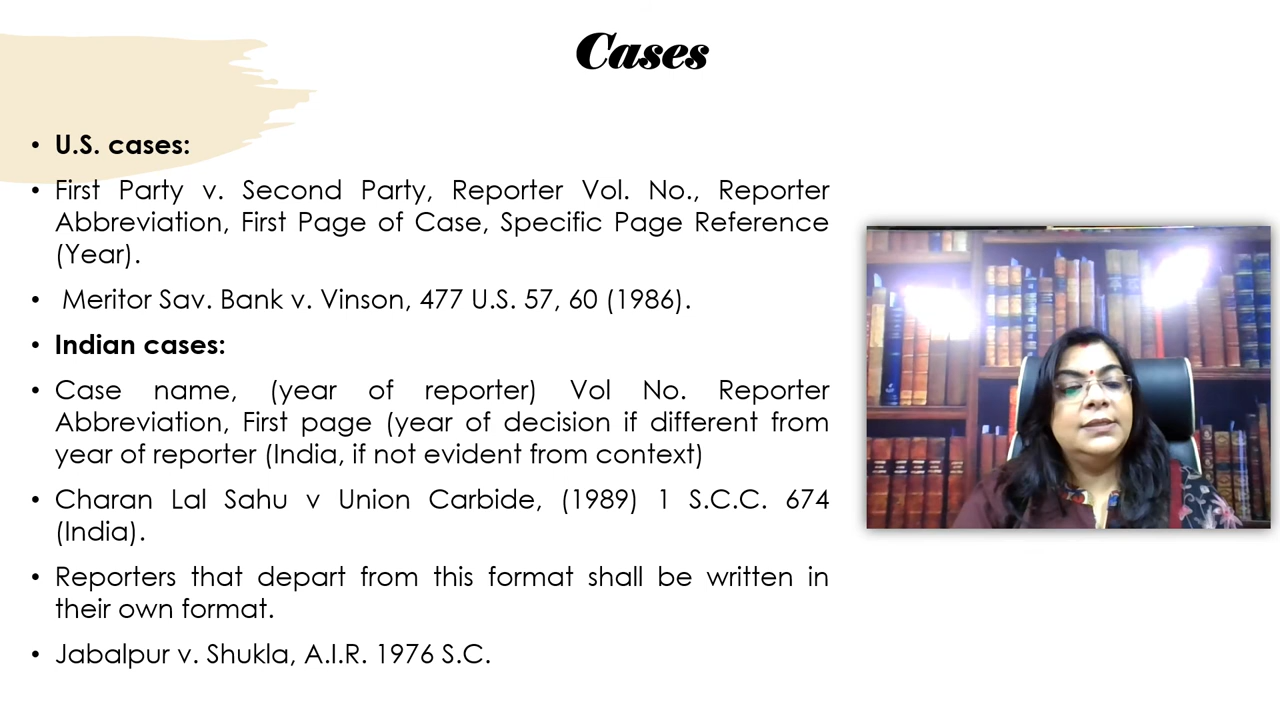 Cases
• U.S. cases:
• First Party v. Second Party, Reporter Vol. No., Reporter
Abbreviation, First Page of Case, Specific Page Reference
(Year).
• Meritor Sav. Bank v. Vinson, 477 U.S. 57, 60 (1986).
• Indian cases:
• Case name, (year of reporter) Vol No. Reporter
Abbreviation, First page (year of decision if different from
year of reporter (India, if not evident from context)
• Charan Lal Sahu v Union Carbide, (1989) 1 S.C.C. 674
(India).
• Reporters that depart from this format shall be written in
their own format.
• Jabalpur v. Shukla, A.I.R. 1976 S.C.